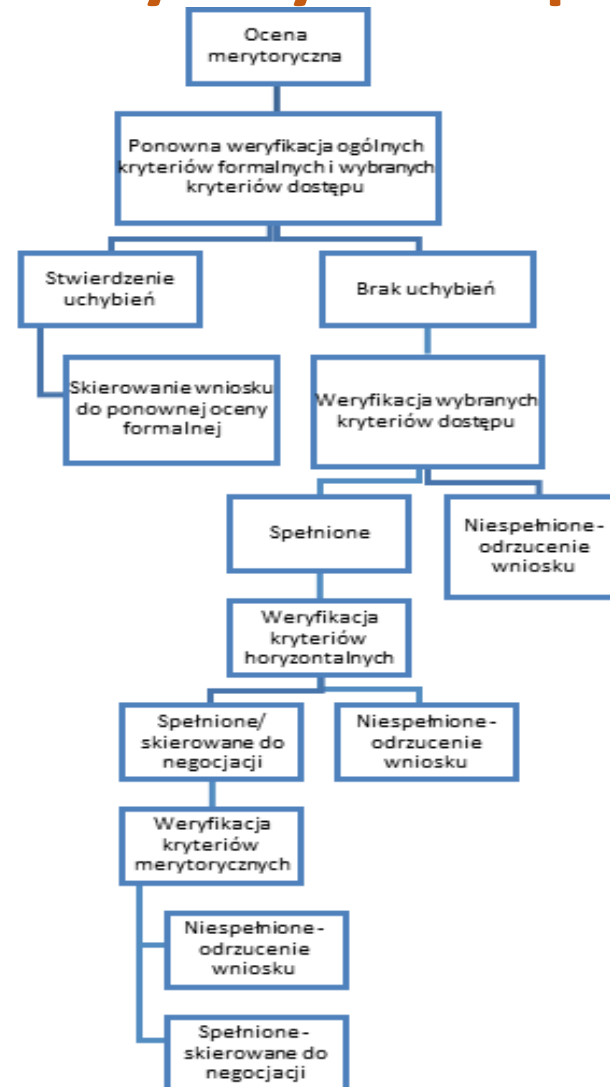 Ocena
merytoryczna
Ponowna weryfikacja ogólnych
kryteriów formalnych i wybranych
kryteriów dostępu
Stwierdzenie
uchybień
Brak uchybień
Skierowanie wniosku
do ponownej oceny
formalnej
Weryfikacja wybranych
kryteriów dostępu
Spełnione
Niespełnione-
odrzucenie
wniosku
Weryfikacja
kryteriów
horyzontalnych
Spełnione/
skierowane do
negocjacji
Niespełnione-
odrzucenie
wniosku
Weryfikacja
kryteriów
merytorycznych
Niespełnione-
odrzucenie
wniosku
Spełnione-
skierowane do
negocjacji